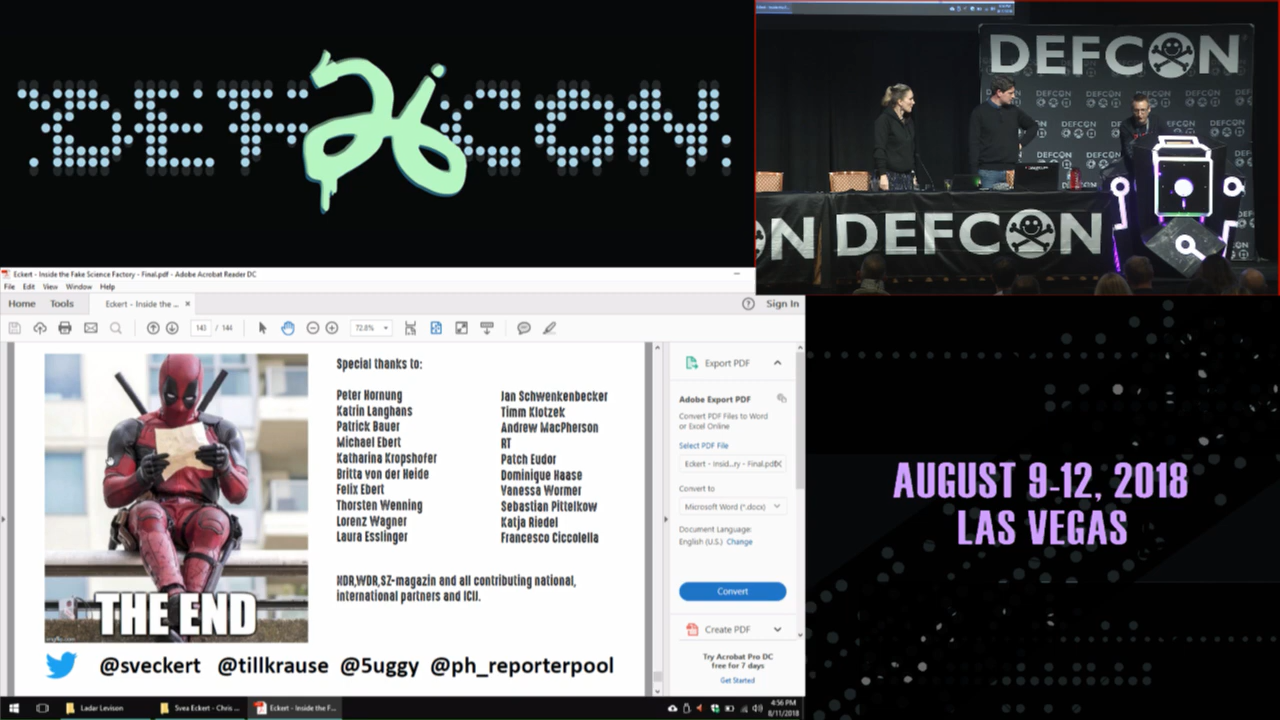 DEF 26 CON
DEFCON
DEFCON
Eckert - Inside the Fake Science Factory - Final.pdf - Adobe Acrobat Reader DC
File Edit View Window Help
Home Tools Eckert - Inside the ... × Sign In
143 / 144 72.8%
Special thanks to:
Peter Hornung
Katrin Langhans
Patrick Bauer
Michael Ebert
Katharina Kropshofer
Britta von der Heide
Felix Ebert
Thorsten Wenning
Lorenz Wagner
Laura Esslinger
Jan Schwenkenbecker
Timm Klotzek
Andrew MacPherson
RT
Patch Eudor
Dominique Haase
Vanessa Wormer
Sebastian Pittelkow
Katja Riedel
Francesco Ciccolella
NDR,WDR,SZ-magazin and all contributing national,
international partners and ICIJ.
THE END
@sveckert @tillkrause @5uggy @ph_reporterpool
Export PDF
Adobe Export PDF
Convert PDF Files to Word
or Excel Online
Select PDF File
Eckert - Insid...ry - Final.pdf
Convert to
Microsoft Word (*.docx)
Document Language:
English (U.S.) Change
Convert
Create PDF
Try Acrobat Pro DC
free for 7 days
Get Started
AUGUST 9-12, 2018
LAS VEGAS
Ladar Levison
Svea Eckert - Chris ...
Eckert - Inside the F...
4:56 PM
8/11/2018